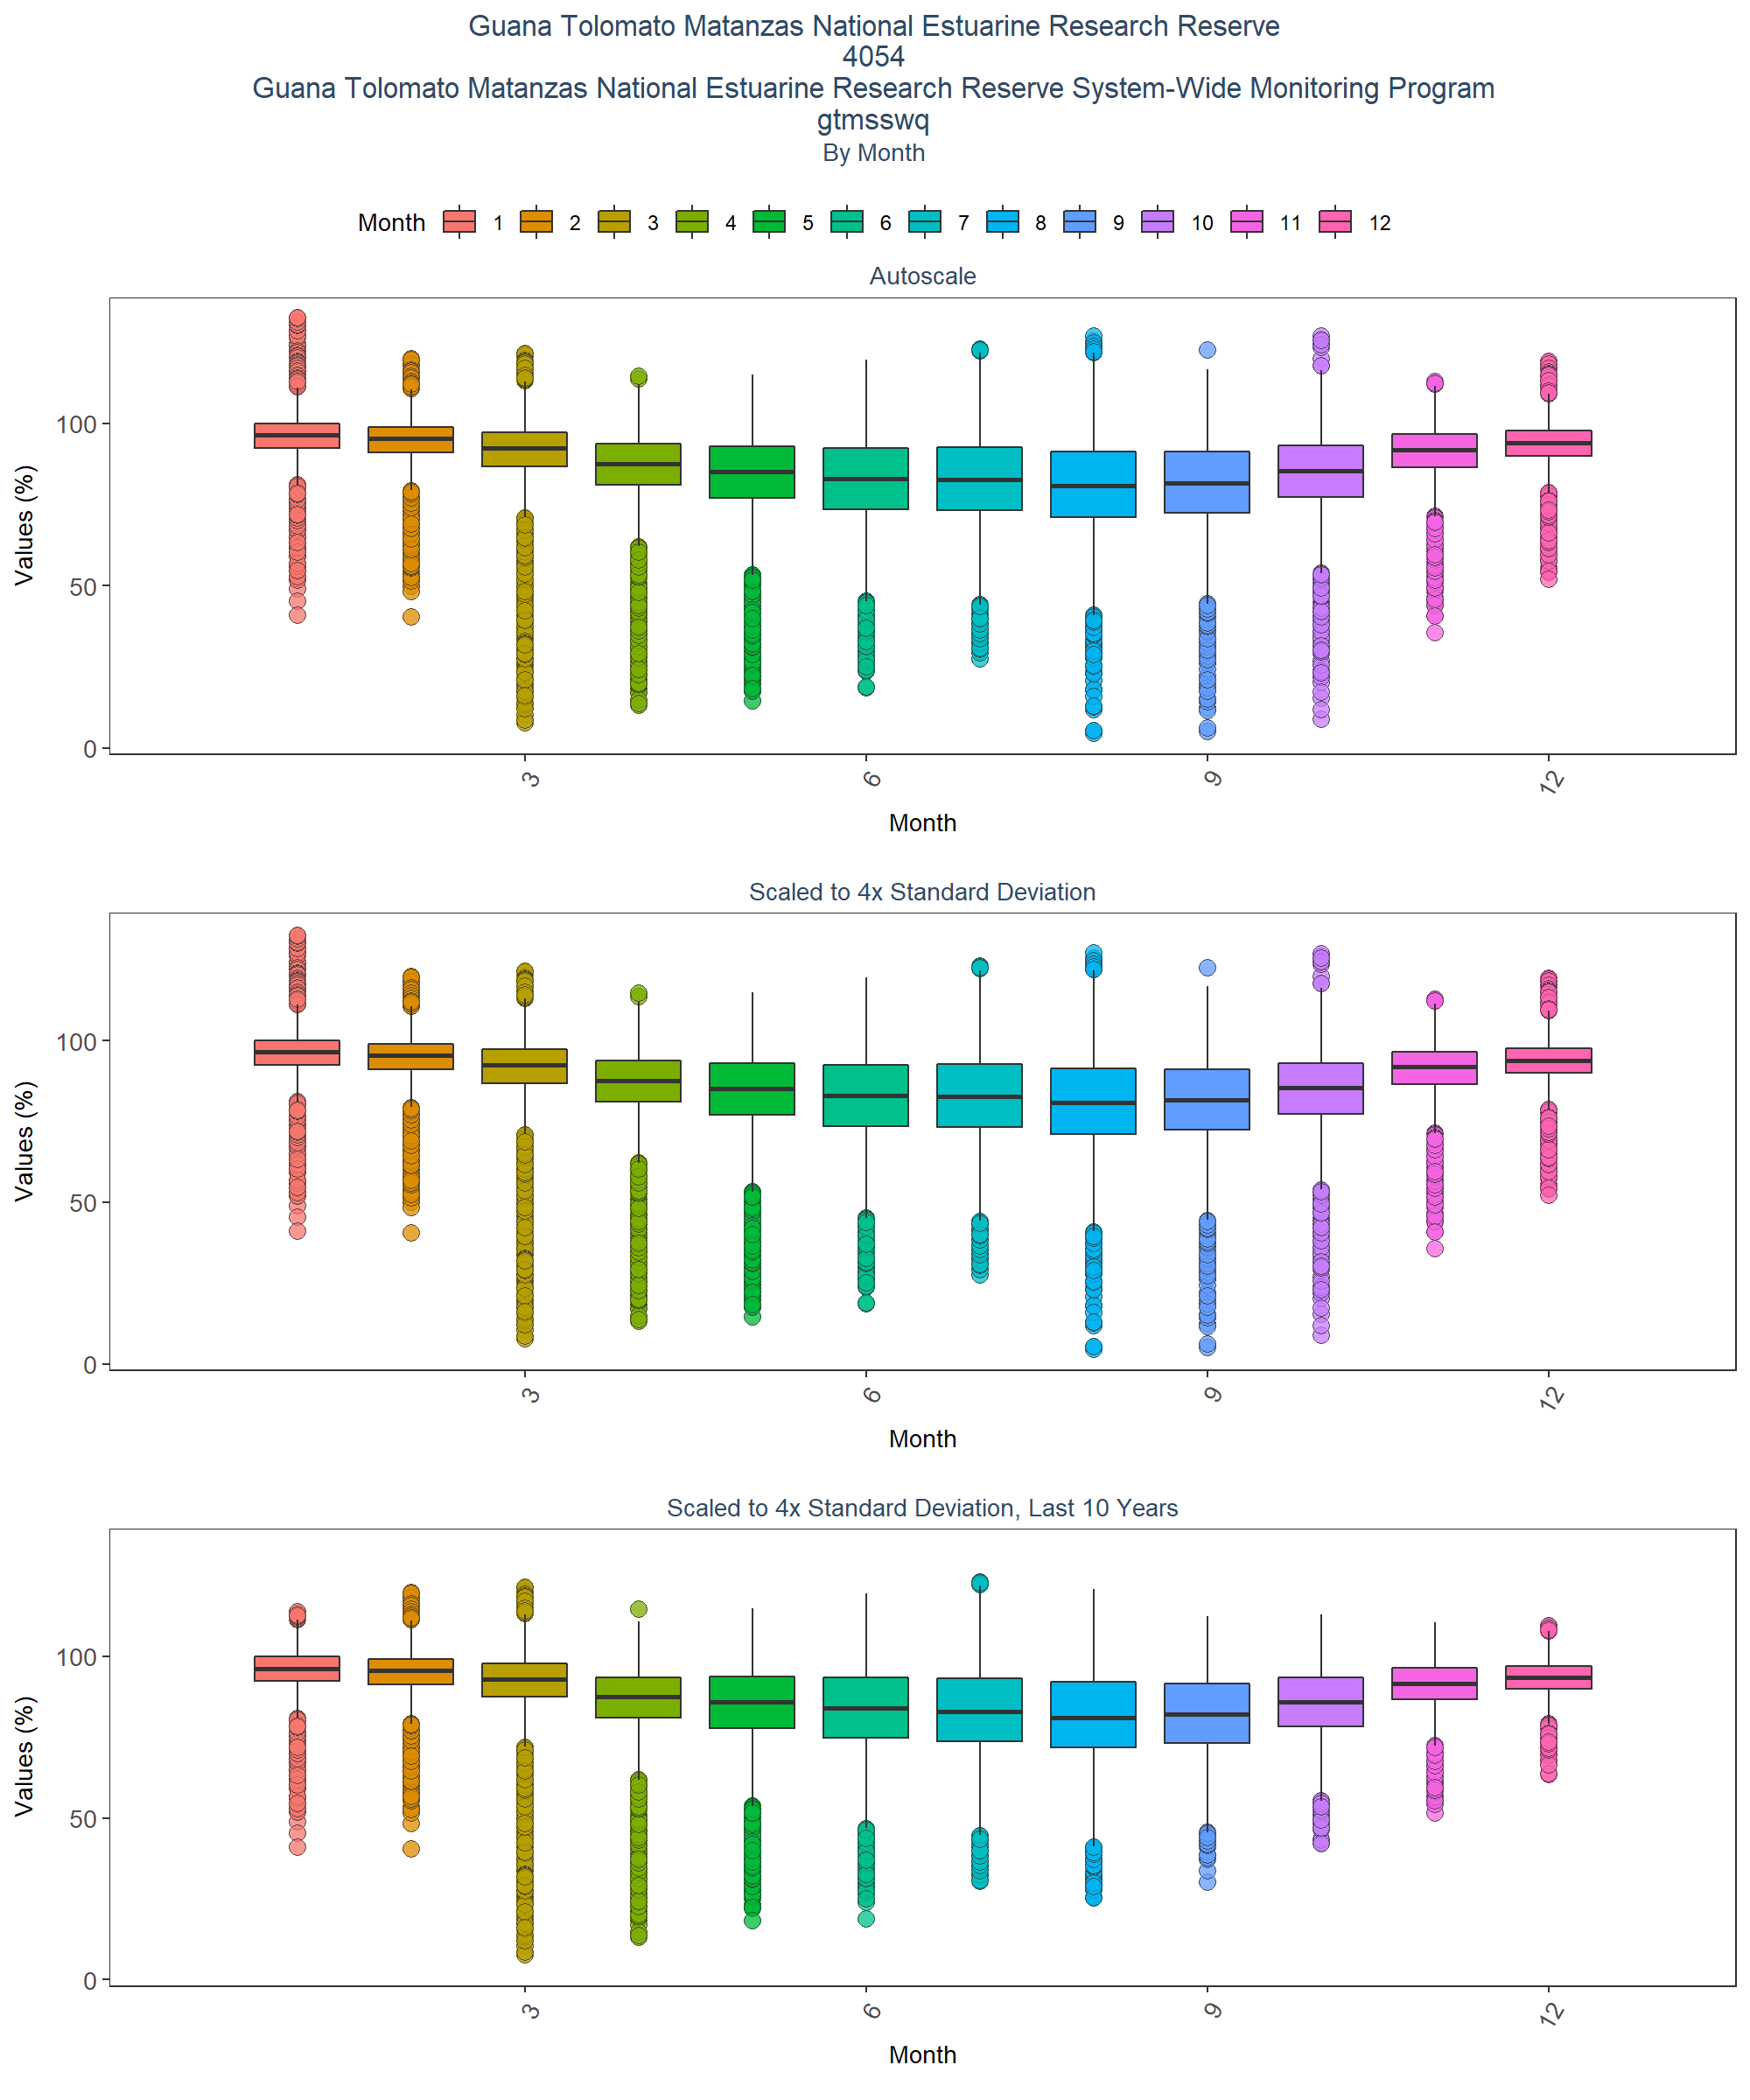 Guana Tolomato Matanzas National Estuarine Research Reserve
4054
Guana Tolomato Matanzas National Estuarine Research Reserve System-Wide Monitoring Program
gtmsswq
By Month
Month 1 2 3 4 5 6 7 8 9 10 11 12
Autoscale
Values (%)
100
50
0
3 6 9 12
Month
Scaled to 4x Standard Deviation
Values (%)
100
50
0
3 6 9 12
Month
Scaled to 4x Standard Deviation, Last 10 Years
Values (%)
100
50
0
3 6 9 12
Month